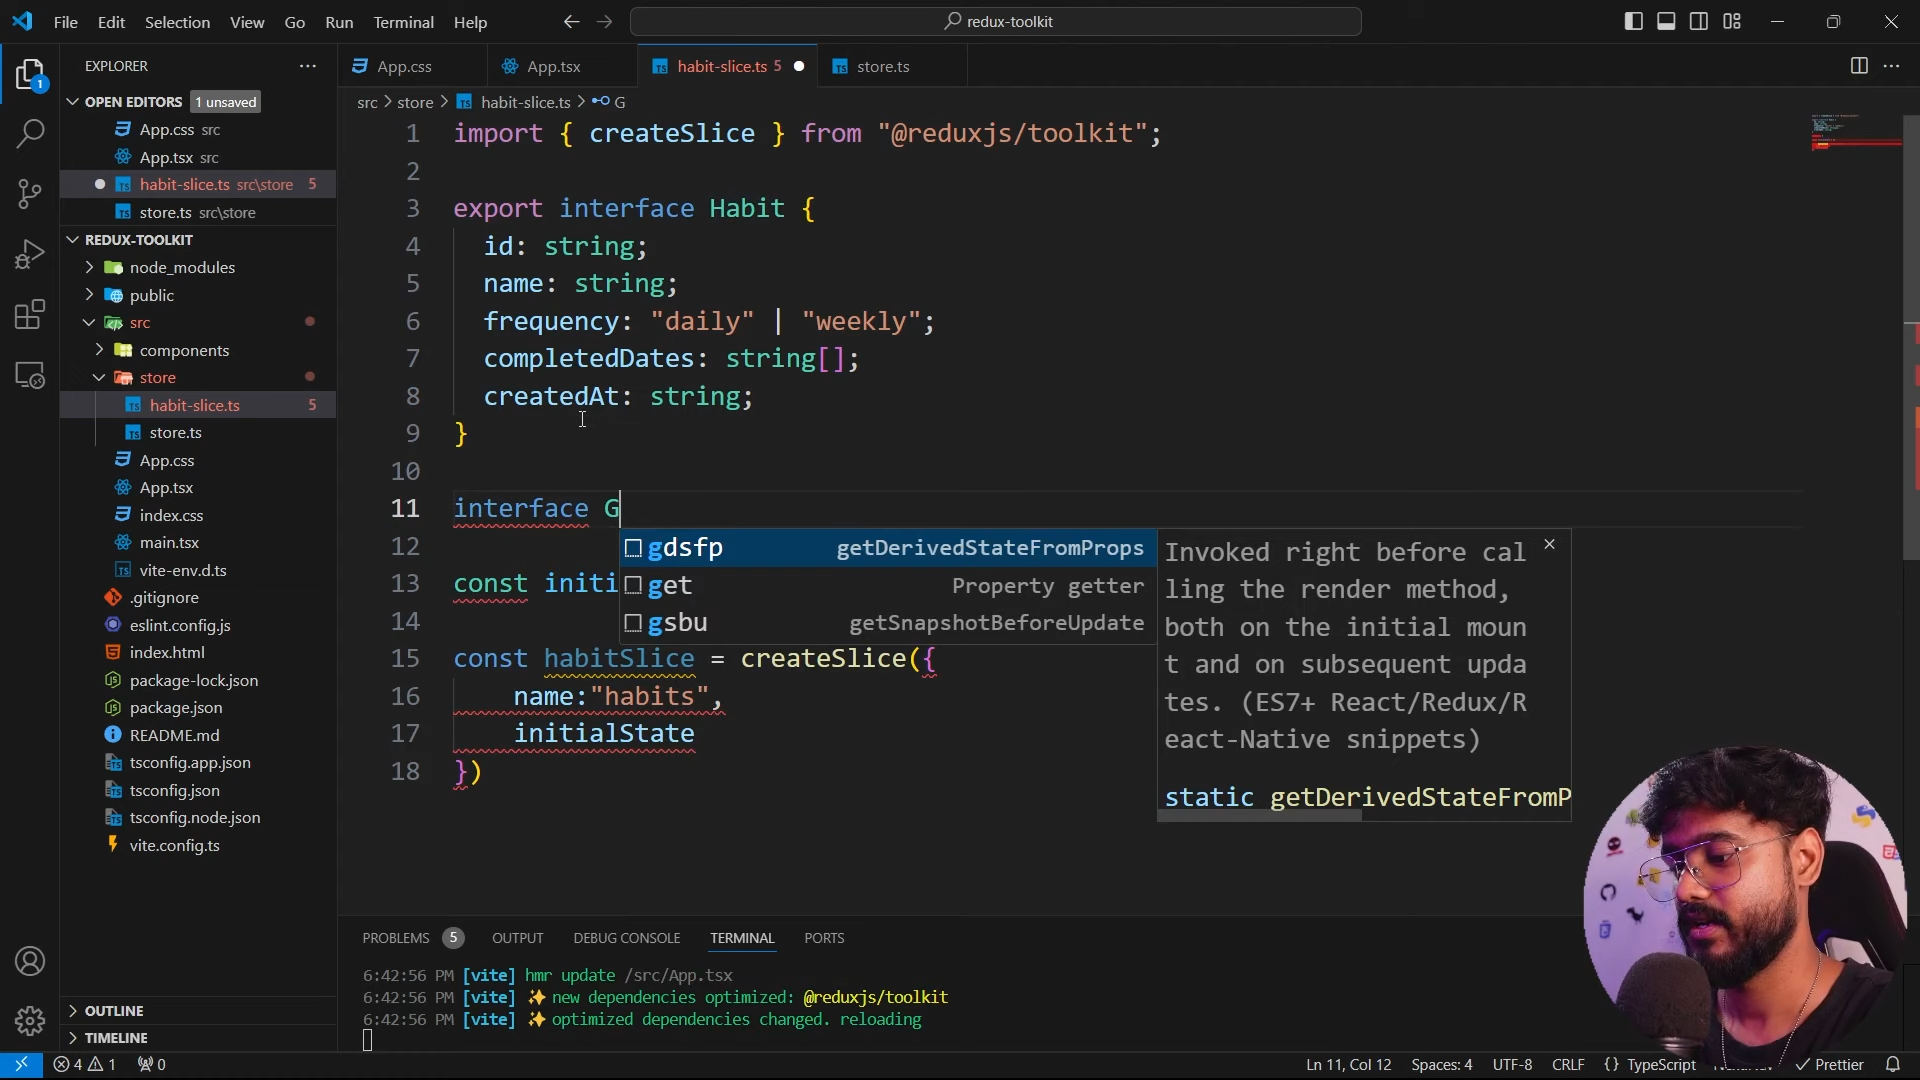 File Edit Selection View Go Run Terminal Help
redux-toolkit
EXPLORER
OPEN EDITORS 1 unsaved
App.css src
App.tsx src
habit-slice.ts src\store 5
store.ts src\store
REDUX-TOOLKIT
node_modules
public
src
components
store
habit-slice.ts 5
store.ts
App.css
App.tsx
index.css
main.tsx
vite-env.d.ts
.gitignore
eslint.config.js
index.html
package-lock.json
package.json
README.md
tsconfig.app.json
tsconfig.json
tsconfig.node.json
vite.config.ts
OUTLINE
TIMELINE
App.css App.tsx habit-slice.ts 5 store.ts
src > store > habit-slice.ts > G
1 import { createSlice } from "@reduxjs/toolkit";
2
3 export interface Habit {
4 id: string;
5 name: string;
6 frequency: "daily" | "weekly";
7 completedDates: string[];
8 createdAt: string;
9 }
10
11 interface G
12
13 const initi
14
15 const habitSlice = createSlice({
16 name:"habits",
17 initialState
18 })
gdsfp getDerivedStateFromProps
get Property getter
gsbu getSnapshotBeforeUpdate
Invoked right before cal
ling the render method,
both on the initial moun
t and on subsequent upda
tes. (ES7+ React/Redux/R
eact-Native snippets)
static getDerivedStateFromP
PROBLEMS 5 OUTPUT DEBUG CONSOLE TERMINAL PORTS
6:42:56 PM [vite] hmr update /src/App.tsx
6:42:56 PM [vite] ✨ new dependencies optimized: @reduxjs/toolkit
6:42:56 PM [vite] ✨ optimized dependencies changed. reloading
4 1 0 Ln 11, Col 12 Spaces: 4 UTF-8 CRLF {} TypeScript Prettier